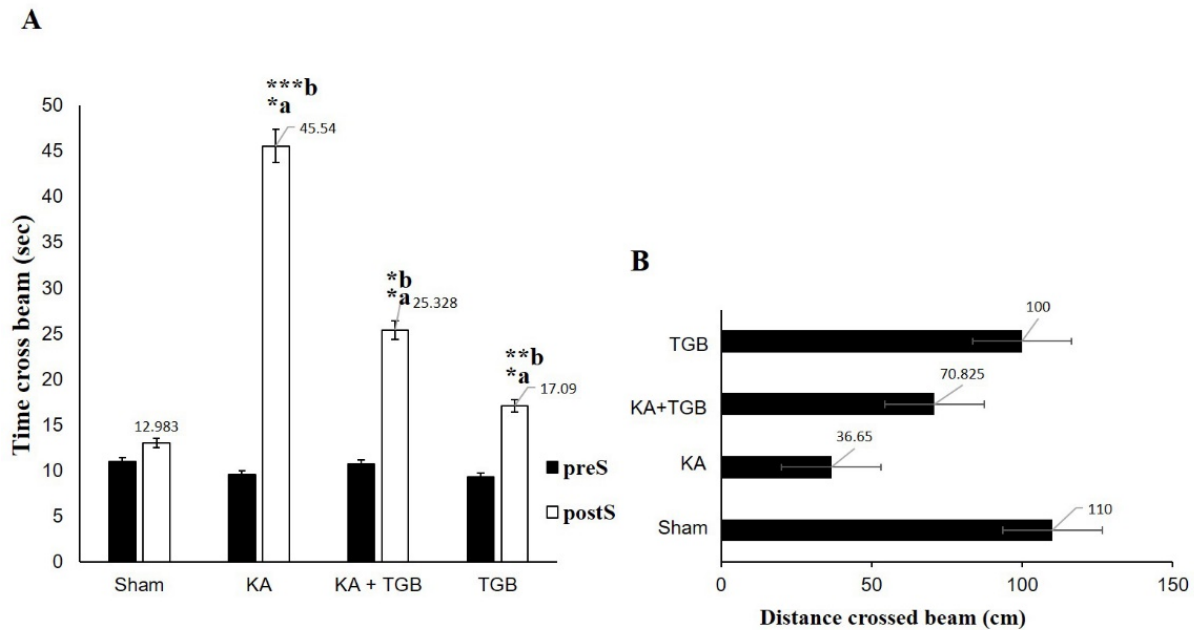 A
***b
*a
45.54
*b
*a
25.328
**b
*a
17.09
12.983
Time cross beam (sec)
50
45
40
35
30
25
20
15
10
5
0
Sham
KA
KA + TGB
TGB
preS
postS
B
TGB
KA+TGB
KA
Sham
100
70.825
36.65
110
0
50
100
150
Distance crossed beam (cm)